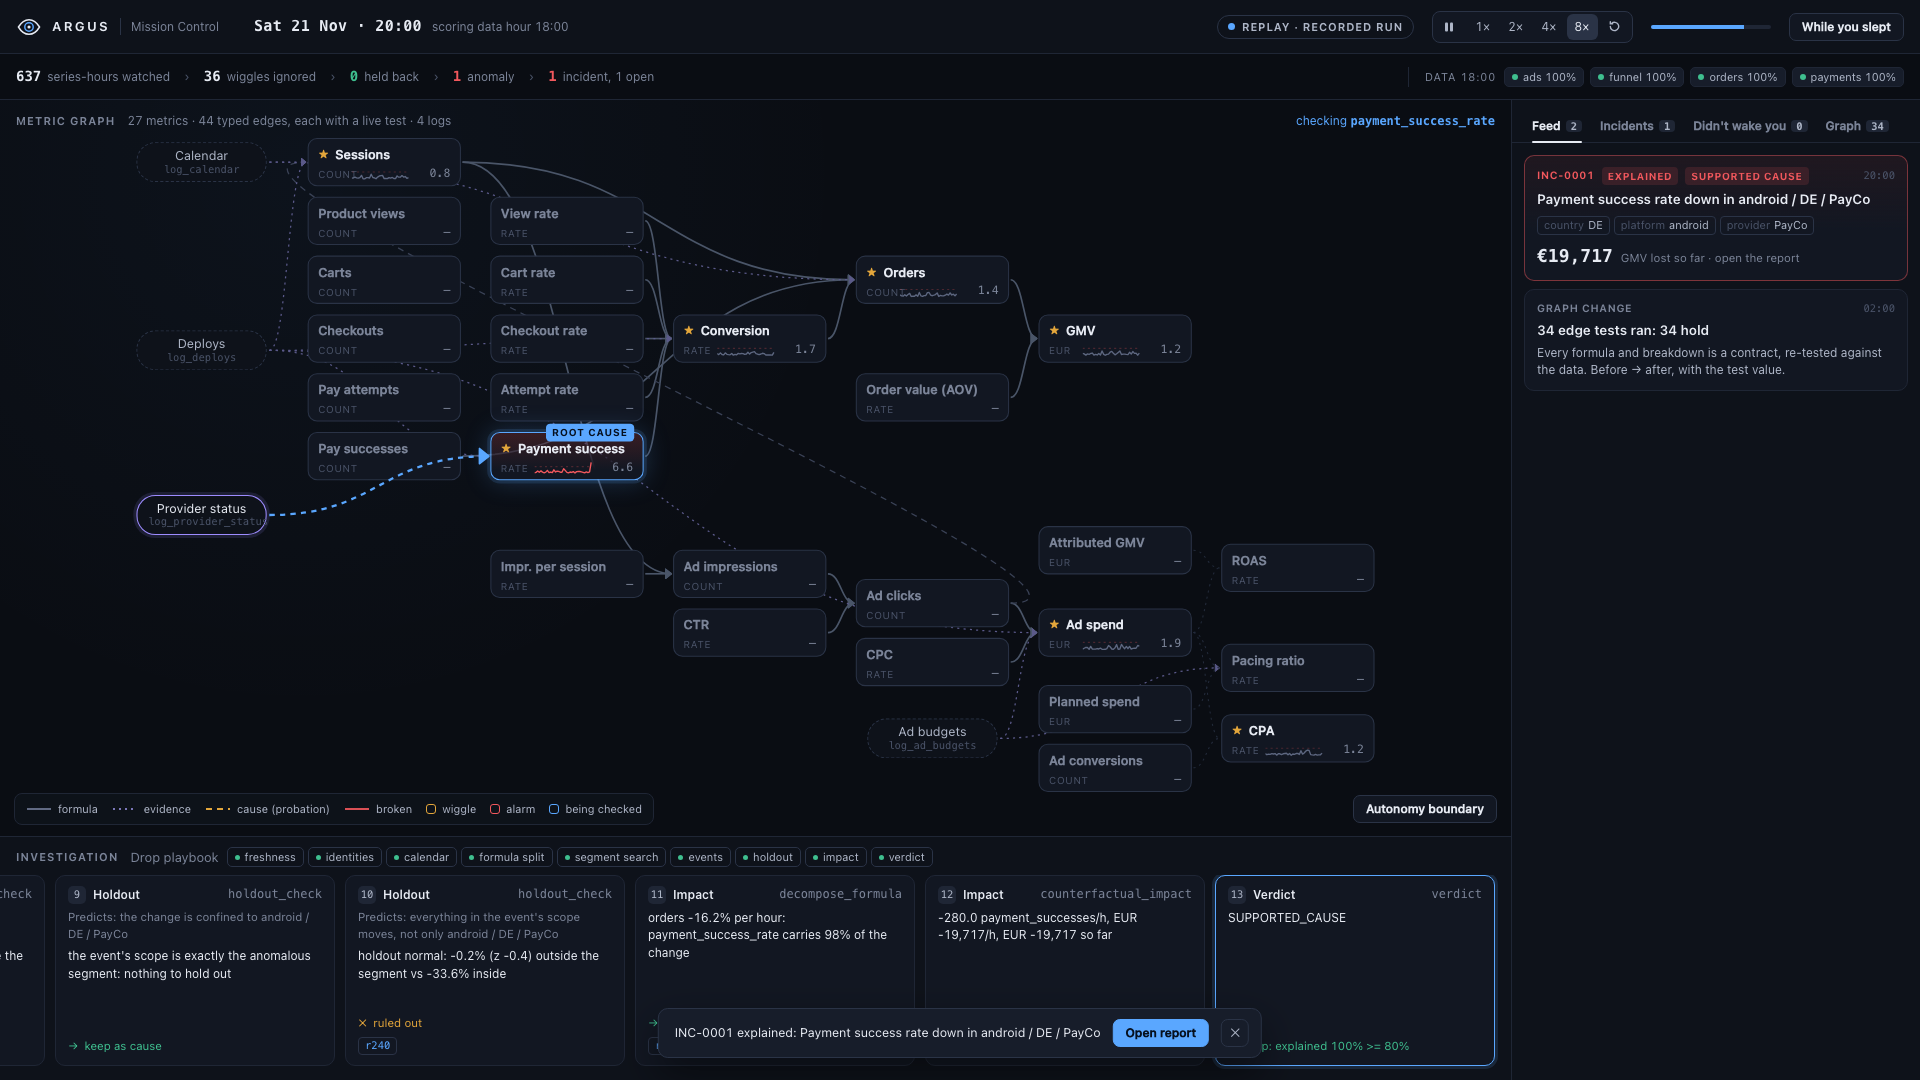 ARGUS Mission Control Sat 21 Nov · 20:00 scoring data hour 18:00 REPLAY · RECORDED RUN 1× 2× 4× 8× While you slept
637 series-hours watched › 36 wiggles ignored › 0 held back › 1 anomaly › 1 incident, 1 open DATA 18:00 ads 100% funnel 100% orders 100% payments 100%
METRIC GRAPH 27 metrics · 44 typed edges, each with a live test · 4 logs checking payment_success_rate
Calendar
log_calendar
★ Sessions
COUNT 0.8
Product views
COUNT –
View rate
RATE –
Carts
COUNT –
Cart rate
RATE –
★ Orders
COUNT 1.4
Deploys
log_deploys
Checkouts
COUNT –
Checkout rate
RATE –
★ Conversion
RATE 1.7
★ GMV
EUR 1.2
Pay attempts
COUNT –
Attempt rate
RATE –
Order value (AOV)
RATE –
Pay successes
COUNT –
ROOT CAUSE
★ Payment success
RATE 6.6
Provider status
log_provider_status
Impr. per session
RATE –
Ad impressions
COUNT –
CTR
RATE –
Ad clicks
COUNT –
CPC
RATE –
Attributed GMV
EUR –
ROAS
RATE –
★ Ad spend
EUR 1.9
Pacing ratio
RATE –
Planned spend
EUR –
Ad budgets
log_ad_budgets
★ CPA
RATE 1.2
Ad conversions
COUNT –
formula evidence cause (probation) broken wiggle alarm being checked
Autonomy boundary
Feed 2 Incidents 1 Didn't wake you 0 Graph 34
INC-0001 EXPLAINED SUPPORTED CAUSE 20:00
Payment success rate down in android / DE / PayCo
country DE platform android provider PayCo
€19,717 GMV lost so far · open the report
GRAPH CHANGE 02:00
34 edge tests ran: 34 hold
Every formula and breakdown is a contract, re-tested against
the data. Before → after, with the test value.
INVESTIGATION Drop playbook freshness identities calendar formula split segment search events holdout impact verdict
check
the
9 Holdout holdout_check
Predicts: the change is confined to android /
DE / PayCo
the event's scope is exactly the anomalous
segment: nothing to hold out
→ keep as cause
10 Holdout holdout_check
Predicts: everything in the event's scope
moves, not only android / DE / PayCo
holdout normal: -0.2% (z -0.4) outside the
segment vs -33.6% inside
× ruled out
r240
11 Impact decompose_formula
orders -16.2% per hour:
payment_success_rate carries 98% of the
change
→
12 Impact counterfactual_impact
-280.0 payment_successes/h, EUR
-19,717/h, EUR -19,717 so far
13 Verdict verdict
SUPPORTED_CAUSE
p: explained 100% >= 80%
INC-0001 explained: Payment success rate down in android / DE / PayCo Open report ×